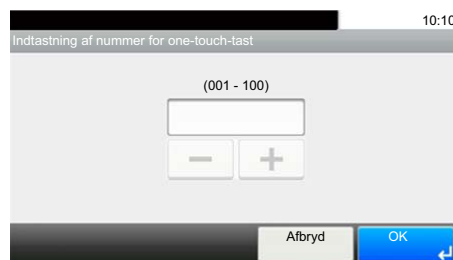 10:10
Indtastning af nummer for one-touch-tast
(001 - 100)
Afbryd
OK